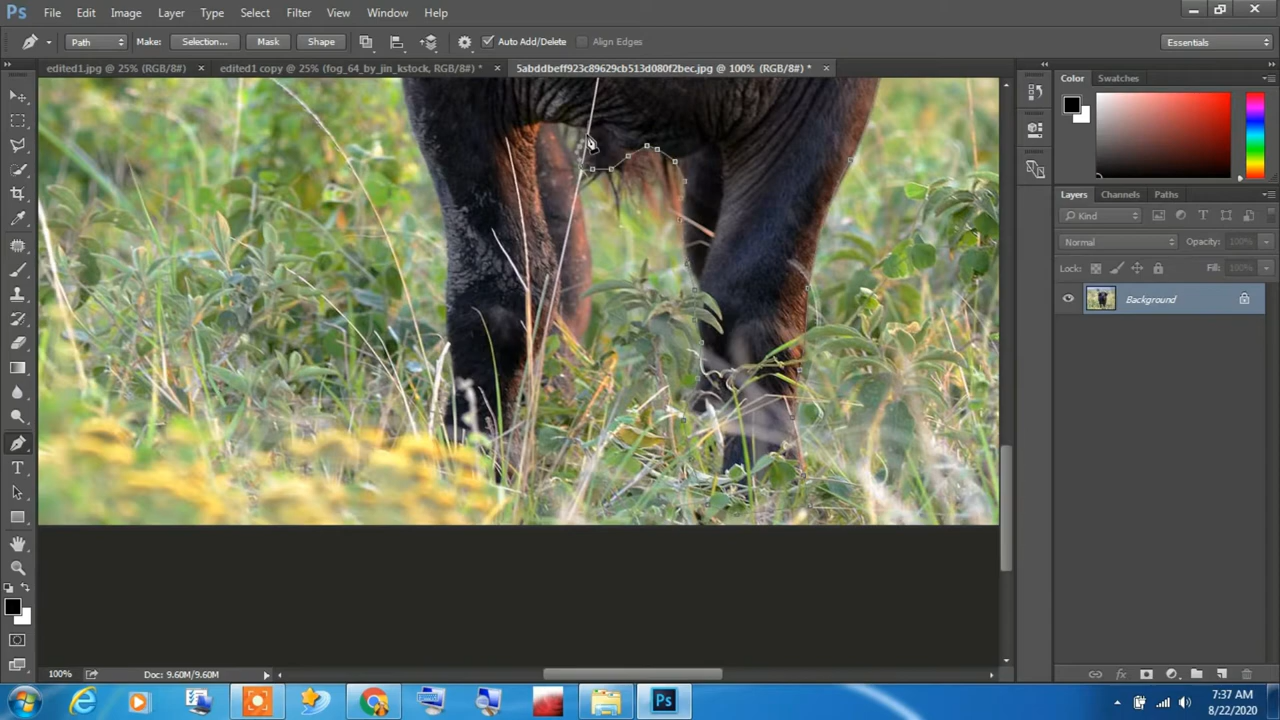 Ps File Edit Image Layer Type Select Filter View Window Help
Path Make: Selection... Mask Shape Auto Add/Delete Align Edges Essentials
edited1.jpg @ 25% (RGB/8#) × edited1 copy @ 25% (fog_64_by_jin_kstock, RGB/8#) * × 5abddbeff923c89629cb513d080f2bec.jpg @ 100% (RGB/8#) * ×
Color Swatches
Layers Channels Paths
Kind
Normal Opacity: 100%
Lock: Fill: 100%
Background
100% Doc: 9.60M/9.60M
Ps
7:37 AM
8/22/2020